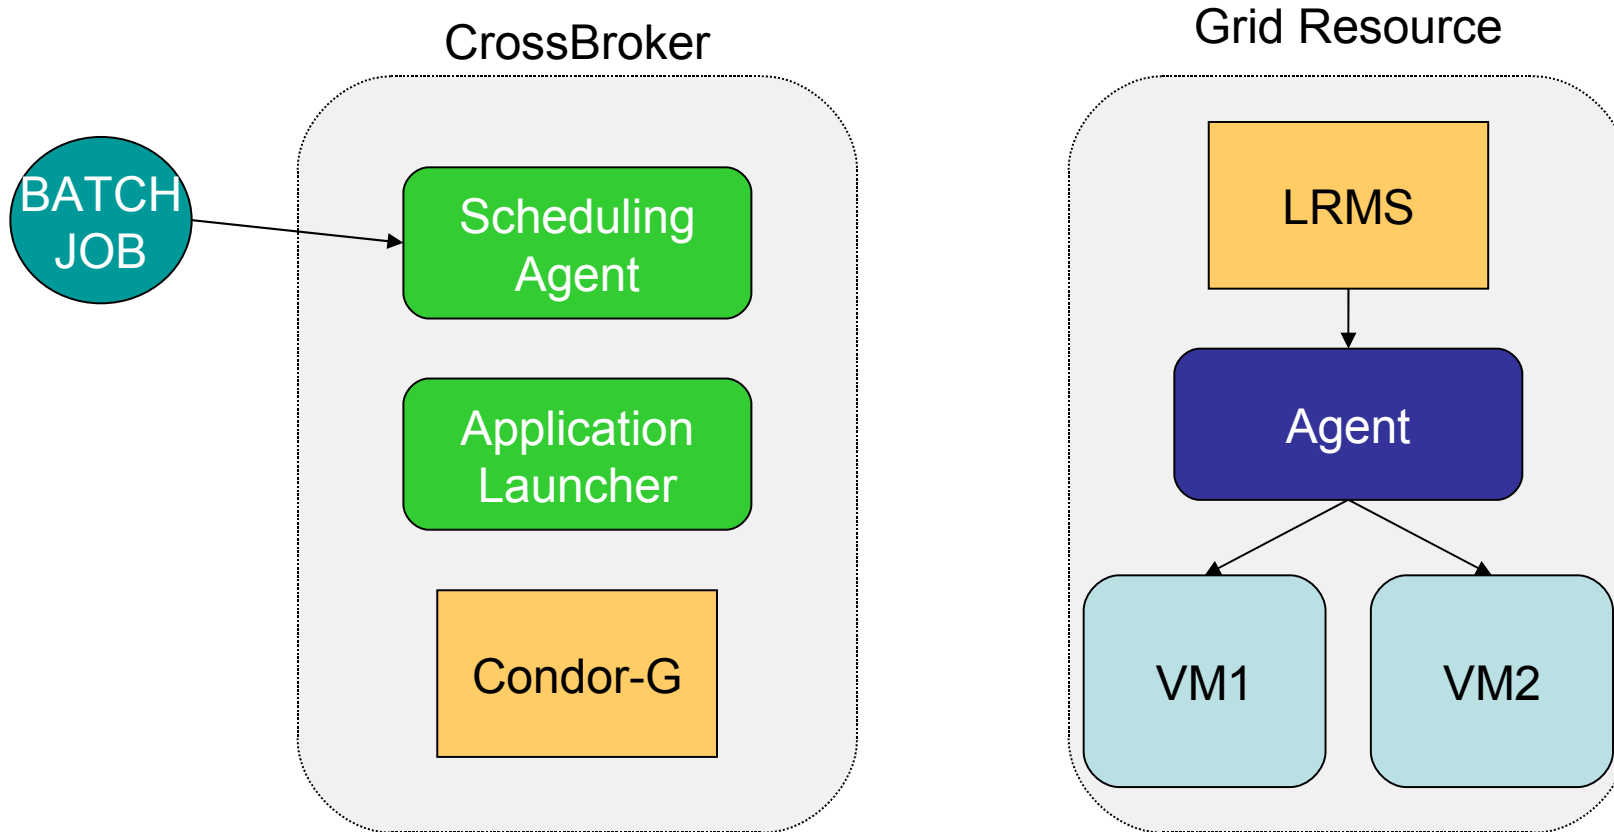 CrossBroker
Grid Resource
BATCH
JOB
Scheduling
Agent
Application
Launcher
Condor-G
LRMS
Agent
VM1
VM2